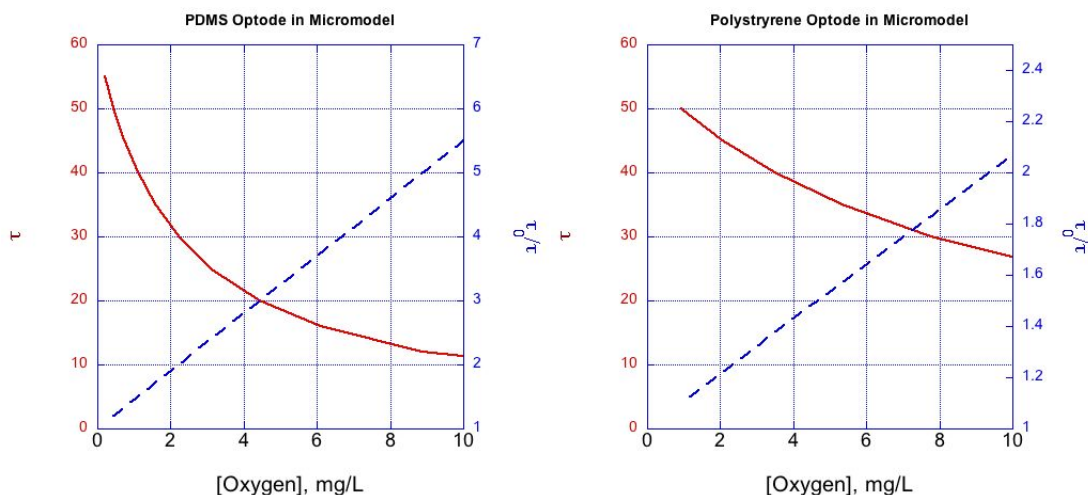 PDMS Optode in Micromodel
60
50
40
30
20
10
0
τ
7
6
5
4
3
2
1
τ₀/τ
0 2 4 6 8 10
[Oxygen], mg/L
Polystryrene Optode in Micromodel
60
50
40
30
20
10
0
τ
2.4
2.2
2
1.8
1.6
1.4
1.2
1
τ₀/τ
0 2 4 6 8 10
[Oxygen], mg/L